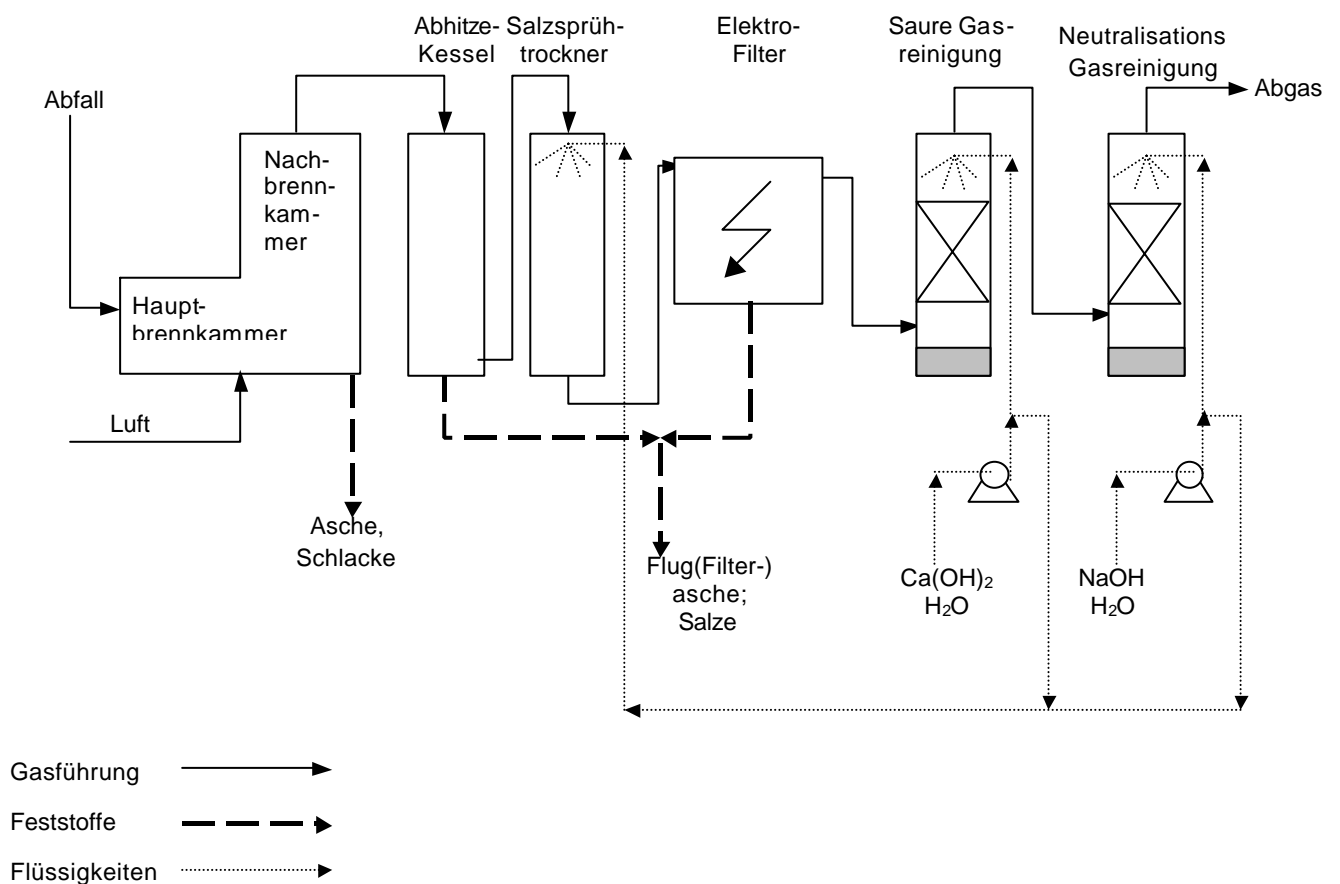 Abhitze-
Kessel
Salzsprüh-
trockner
Elektro-
Filter
Saure Gas-
reinigung
Neutralisations
Gasreinigung
Abfall
Abgas
Nach-
brenn-
kam-
mer
Haupt-
brennkammer
Luft
Asche,
Schlacke
Flug(Filter-)
asche;
Salze
Ca(OH)2
H2O
NaOH
H2O
Gasführung
Feststoffe
Flüssigkeiten